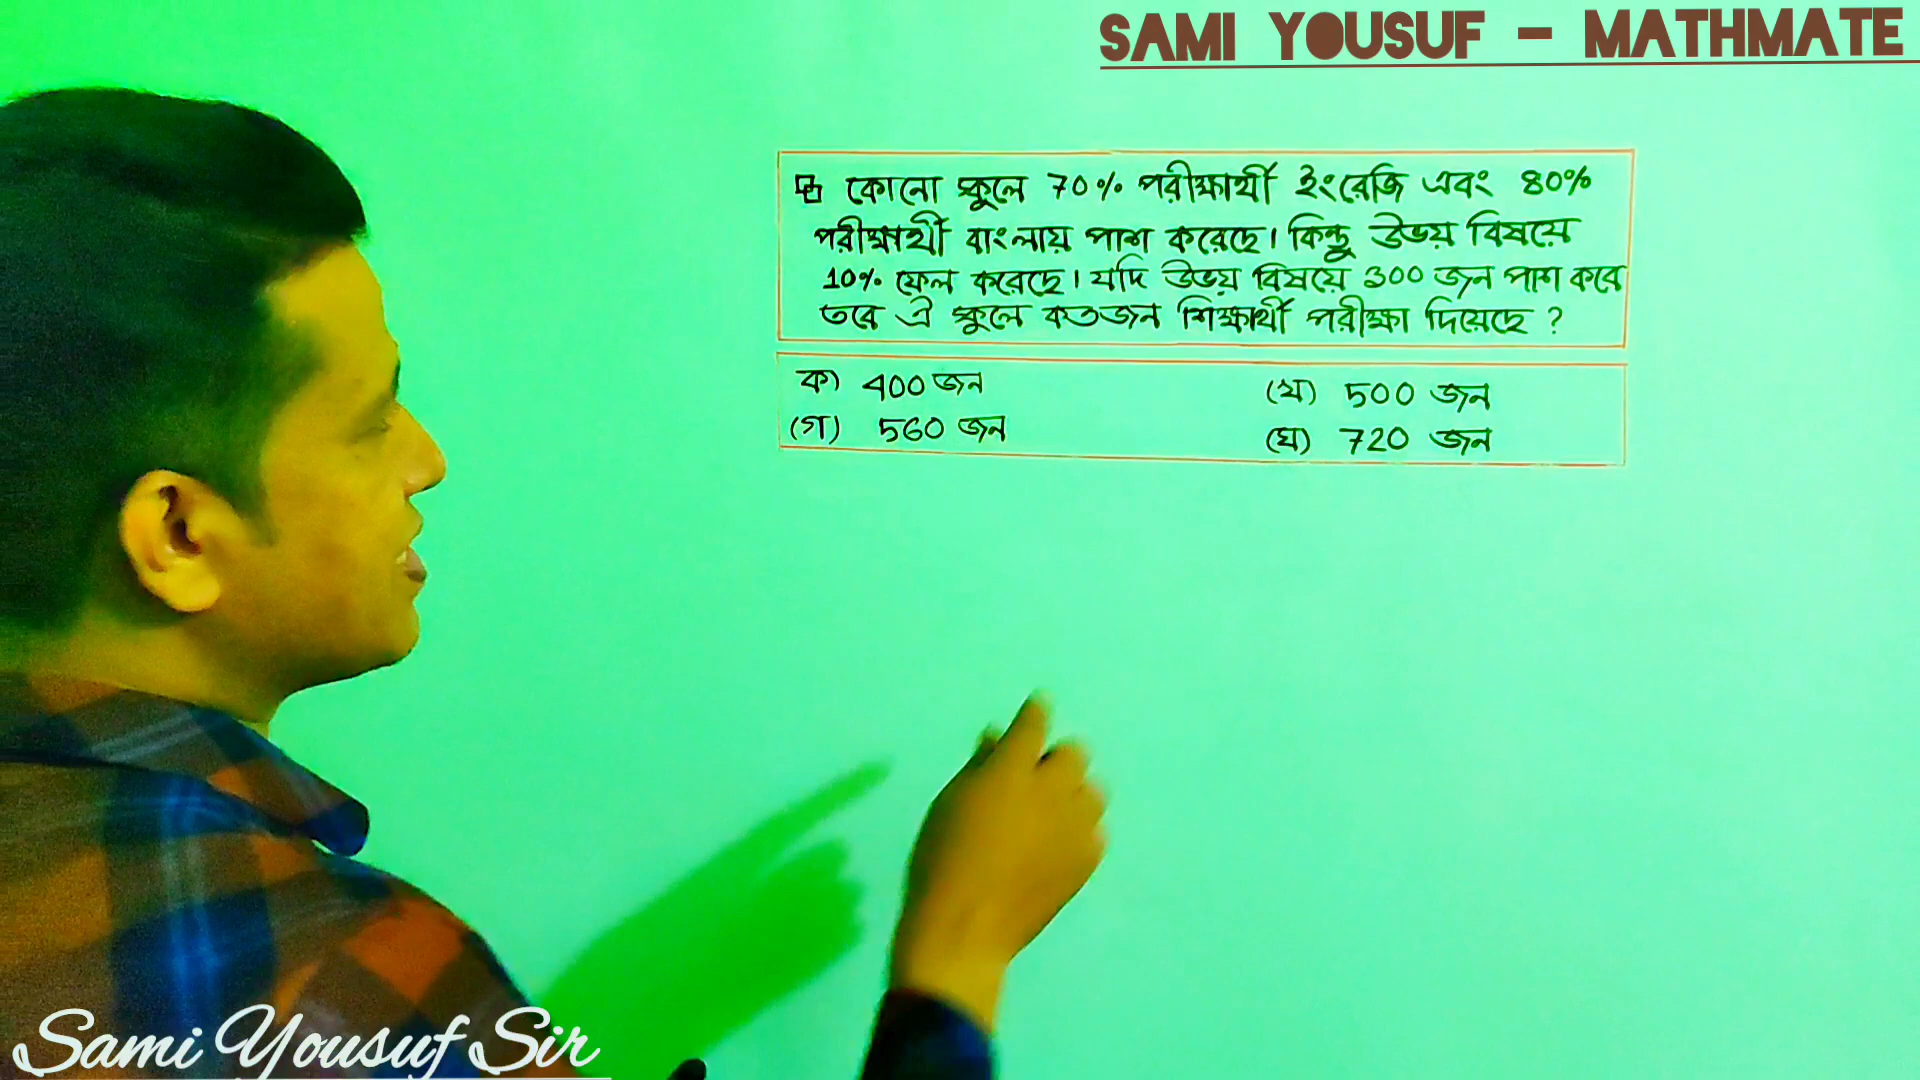 SAMI YOUSUF - MATHMATE
কোনো স্কুলে 70% পরীক্ষার্থী ইংরেজি এবং 80%
পরীক্ষার্থী বাংলায় পাশ করেছে। কিন্তু উভয় বিষয়ে
10% ফেল করেছে। যদি উভয় বিষয়ে 300 জন পাশ করে
তবে ঐ স্কুলে কতজন শিক্ষার্থী পরীক্ষা দিয়েছে ?
ক) 400 জন (খ) 500 জন
(গ) 560 জন (ঘ) 720 জন
Sami Yousuf Sir